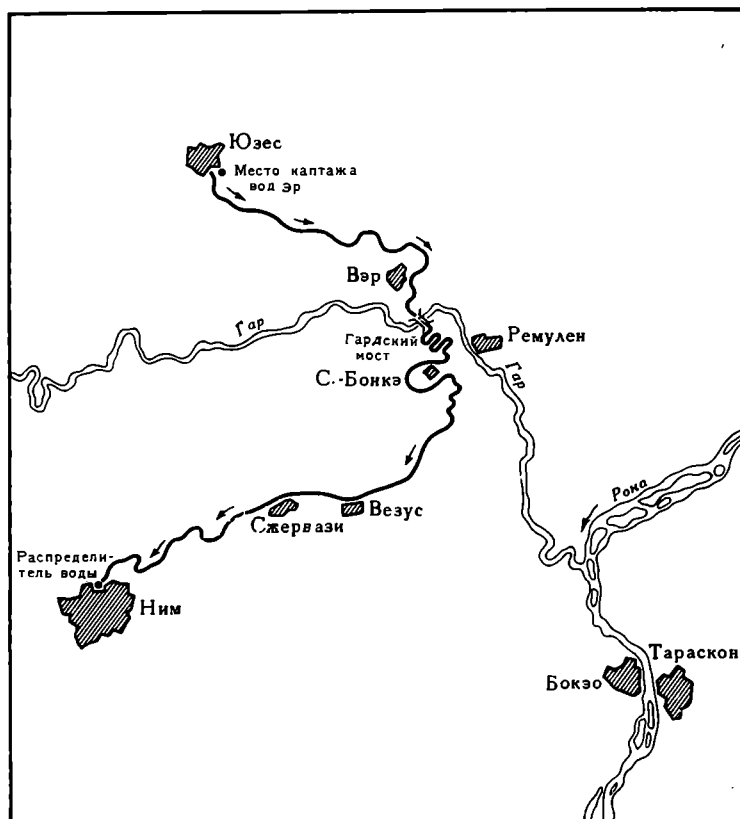 Юзес
Место каптажа
вод эр
Вэр
Гар
Гардский
мост
Ремулен
С.-Бонкэ
Гар
Рона
Везус
Сжервази
Распредели-
тель воды
Ним
Тараскон
Бокэо